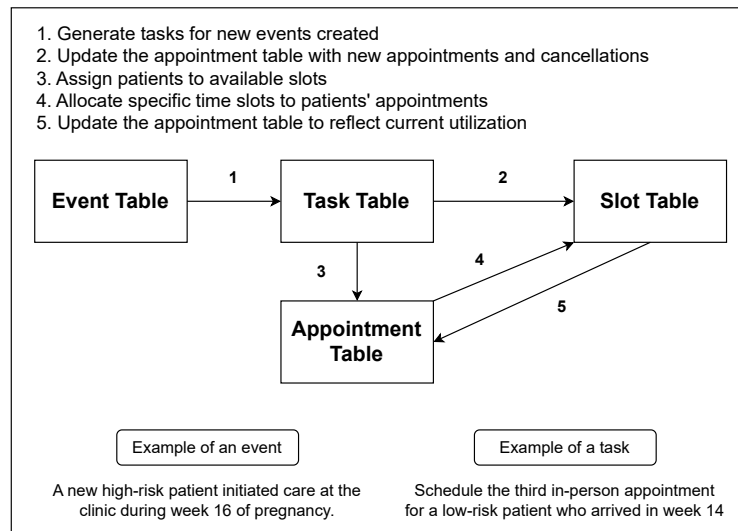 1. Generate tasks for new events created
2. Update the appointment table with new appointments and cancellations
3. Assign patients to available slots
4. Allocate specific time slots to patients' appointments
5. Update the appointment table to reflect current utilization
Event Table
1
Task Table
2
Slot Table
3
4
5
Appointment
Table
Example of an event
Example of a task
A new high-risk patient initiated care at the
clinic during week 16 of pregnancy.
Schedule the third in-person appointment
for a low-risk patient who arrived in week 14